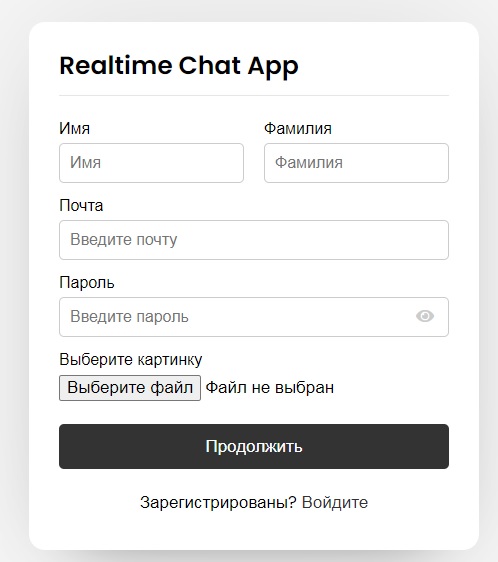 Realtime Chat App
Имя Фамилия
Имя Фамилия
Почта
Введите почту
Пароль
Введите пароль
Выберите картинку
Выберите файл Файл не выбран
Продолжить
Зарегистрированы? Войдите